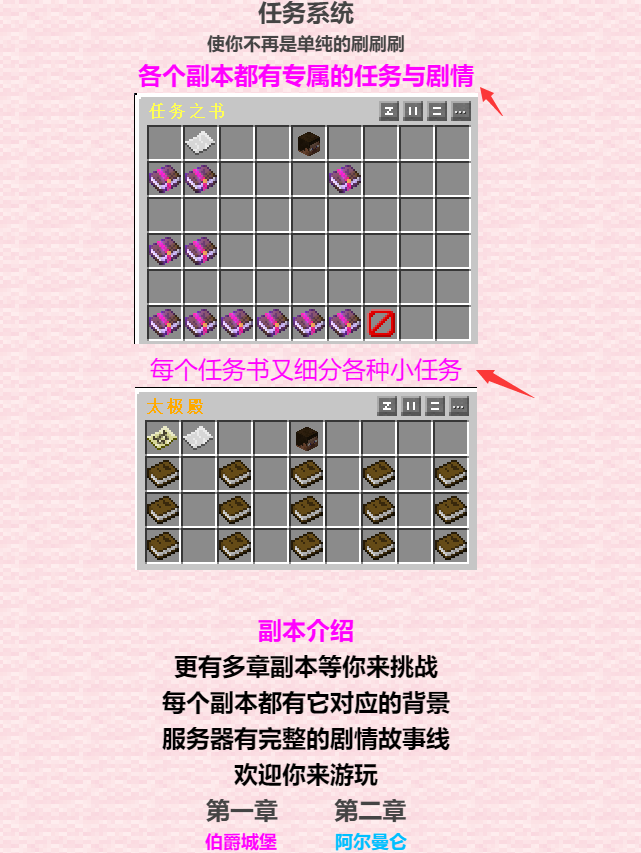 任务系统
使你不再是单纯的刷刷刷
各个副本都有专属的任务与剧情
任务之书
每个任务书又细分各种小任务
太极殿
副本介绍
更有多章副本等你来挑战
每个副本都有它对应的背景
服务器有完整的剧情故事线
欢迎你来游玩
第一章 第二章
伯爵城堡 阿尔曼仑